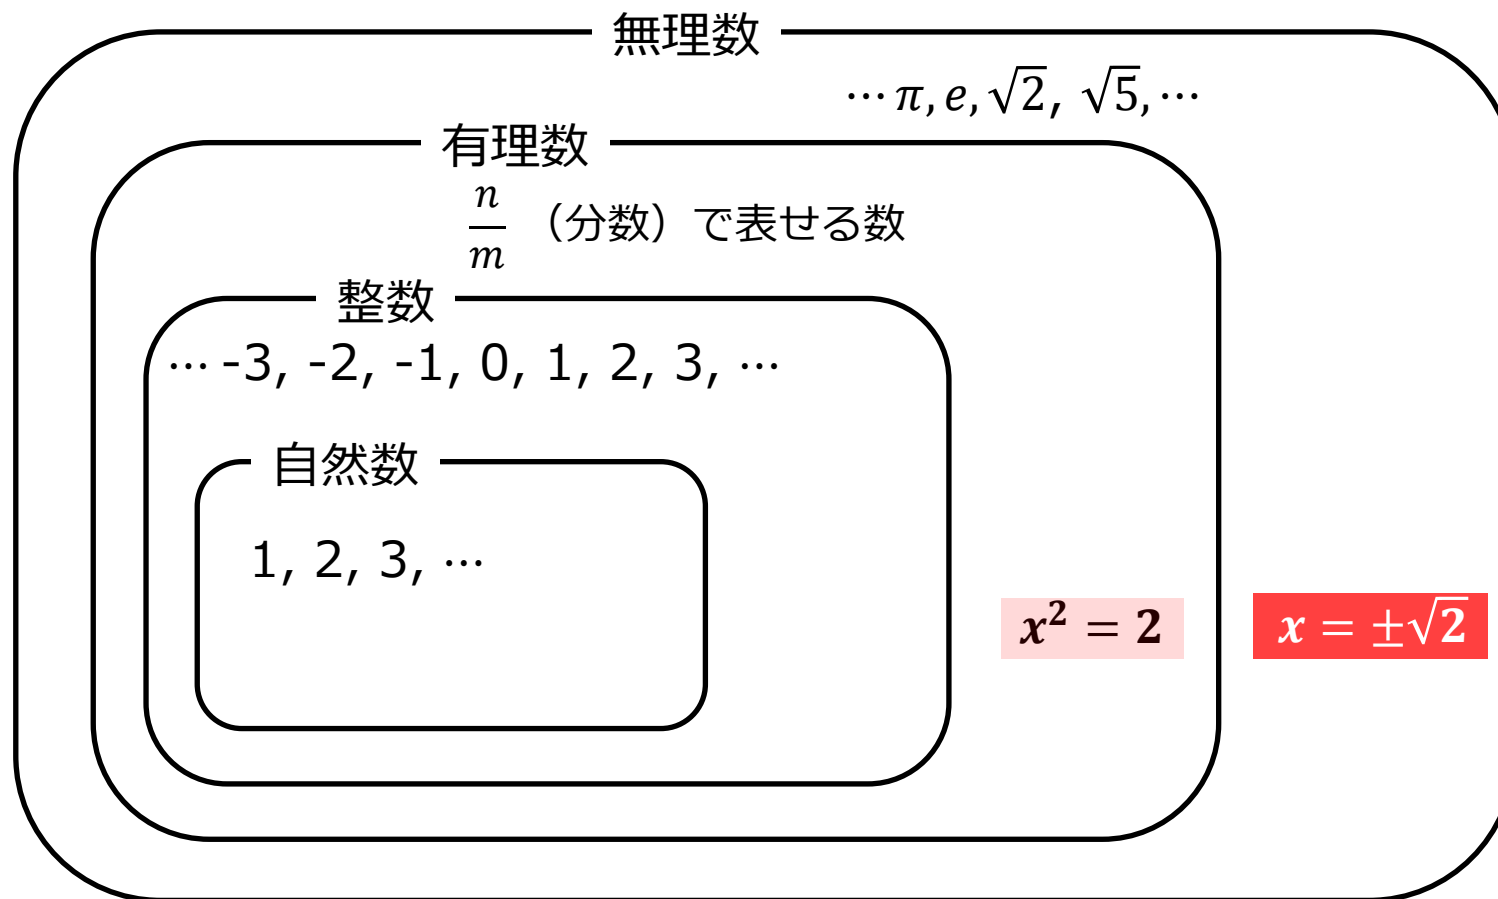 無理数
⋯ π, e, √2, √5, ⋯
有理数
n/m （分数）で表せる数
整数
⋯ -3, -2, -1, 0, 1, 2, 3, ⋯
自然数
1, 2, 3, ⋯
x² = 2
x = ±√2